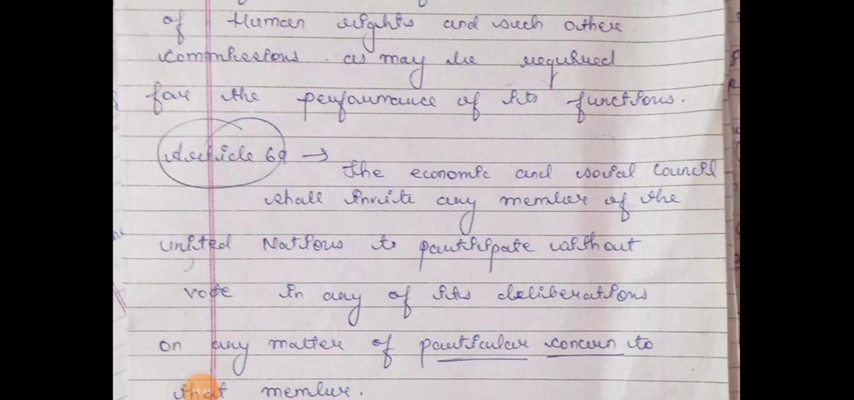 of Human rights and such other
commissions as may be required
for the performance of its functions.
Article 69 → The economic and social council
shall invite any member of the
united Nations to participate without
vote in any of its deliberations
on any matter of particular concern to
that member.